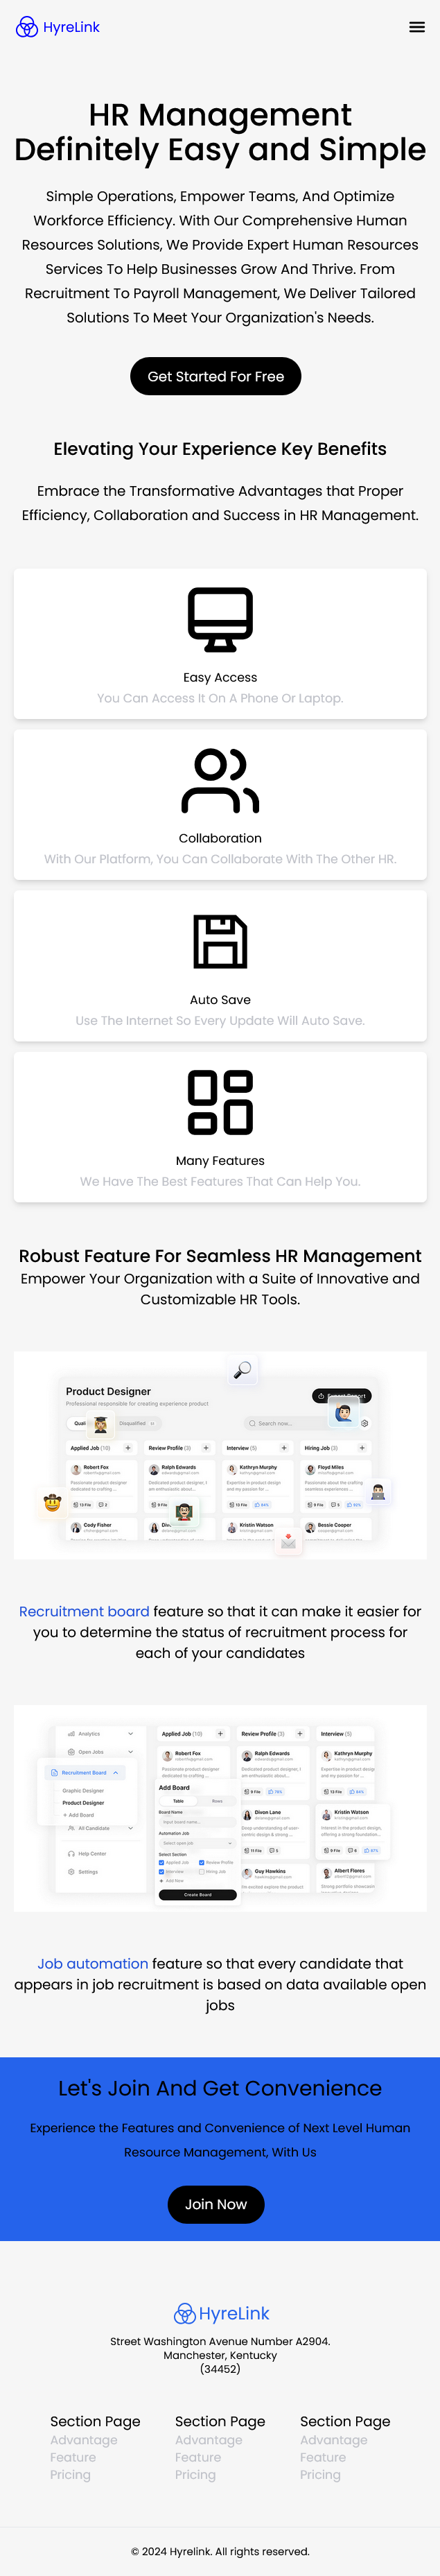 HyreLink
HR Management
Definitely Easy and Simple
Simple Operations, Empower Teams, And Optimize
Workforce Efficiency. With Our Comprehensive Human
Resources Solutions, We Provide Expert Human Resources
Services To Help Businesses Grow And Thrive. From
Recruitment To Payroll Management, We Deliver Tailored
Solutions To Meet Your Organization's Needs.
Get Started For Free
Elevating Your Experience Key Benefits
Embrace the Transformative Advantages that Proper
Efficiency, Collaboration and Success in HR Management.
Easy Access
You Can Access It On A Phone Or Laptop.
Collaboration
With Our Platform, You Can Collaborate With The Other HR.
Auto Save
Use The Internet So Every Update Will Auto Save.
Many Features
We Have The Best Features That Can Help You.
Robust Feature For Seamless HR Management
Empower Your Organization with a Suite of Innovative and
Customizable HR Tools.
Product Designer
Professional responsible for creating experience product
Disqualified
Search now...
Applied Job (10) Review Profile (3) Interview (5) Hiring Job (3)
Robert Fox Ralph Edwards Kathryn Murphy Floyd Miles
Cody Fisher Kristin Watson Bessie Cooper
Recruitment board feature so that it can make it easier for
you to determine the status of recruitment process for
each of your candidates
Analytics
Open Jobs
Recruitment Board
Graphic Designer
Product Designer
+ Add Board
All Candidate
Help Center
Settings
Applied Job (10) Review Profile (3) Interview (5)
Robert Fox Ralph Edwards Kathryn Murphy
Add Board
Table Rows
Board Name
Input board name...
Automation Job
Select open job
Select Section
Applied Job Review Profile
Interview Hiring Job
+ Add New
Create Board
Devon Lane Kristin Watson
Guy Hawkins Albert Flores
Job automation feature so that every candidate that
appears in job recruitment is based on data available open
jobs
Let's Join And Get Convenience
Experience the Features and Convenience of Next Level Human
Resource Management, With Us
Join Now
HyreLink
Street Washington Avenue Number A2904.
Manchester, Kentucky
(34452)
Section Page Section Page Section Page
Advantage Advantage Advantage
Feature Feature Feature
Pricing Pricing Pricing
© 2024 Hyrelink. All rights reserved.